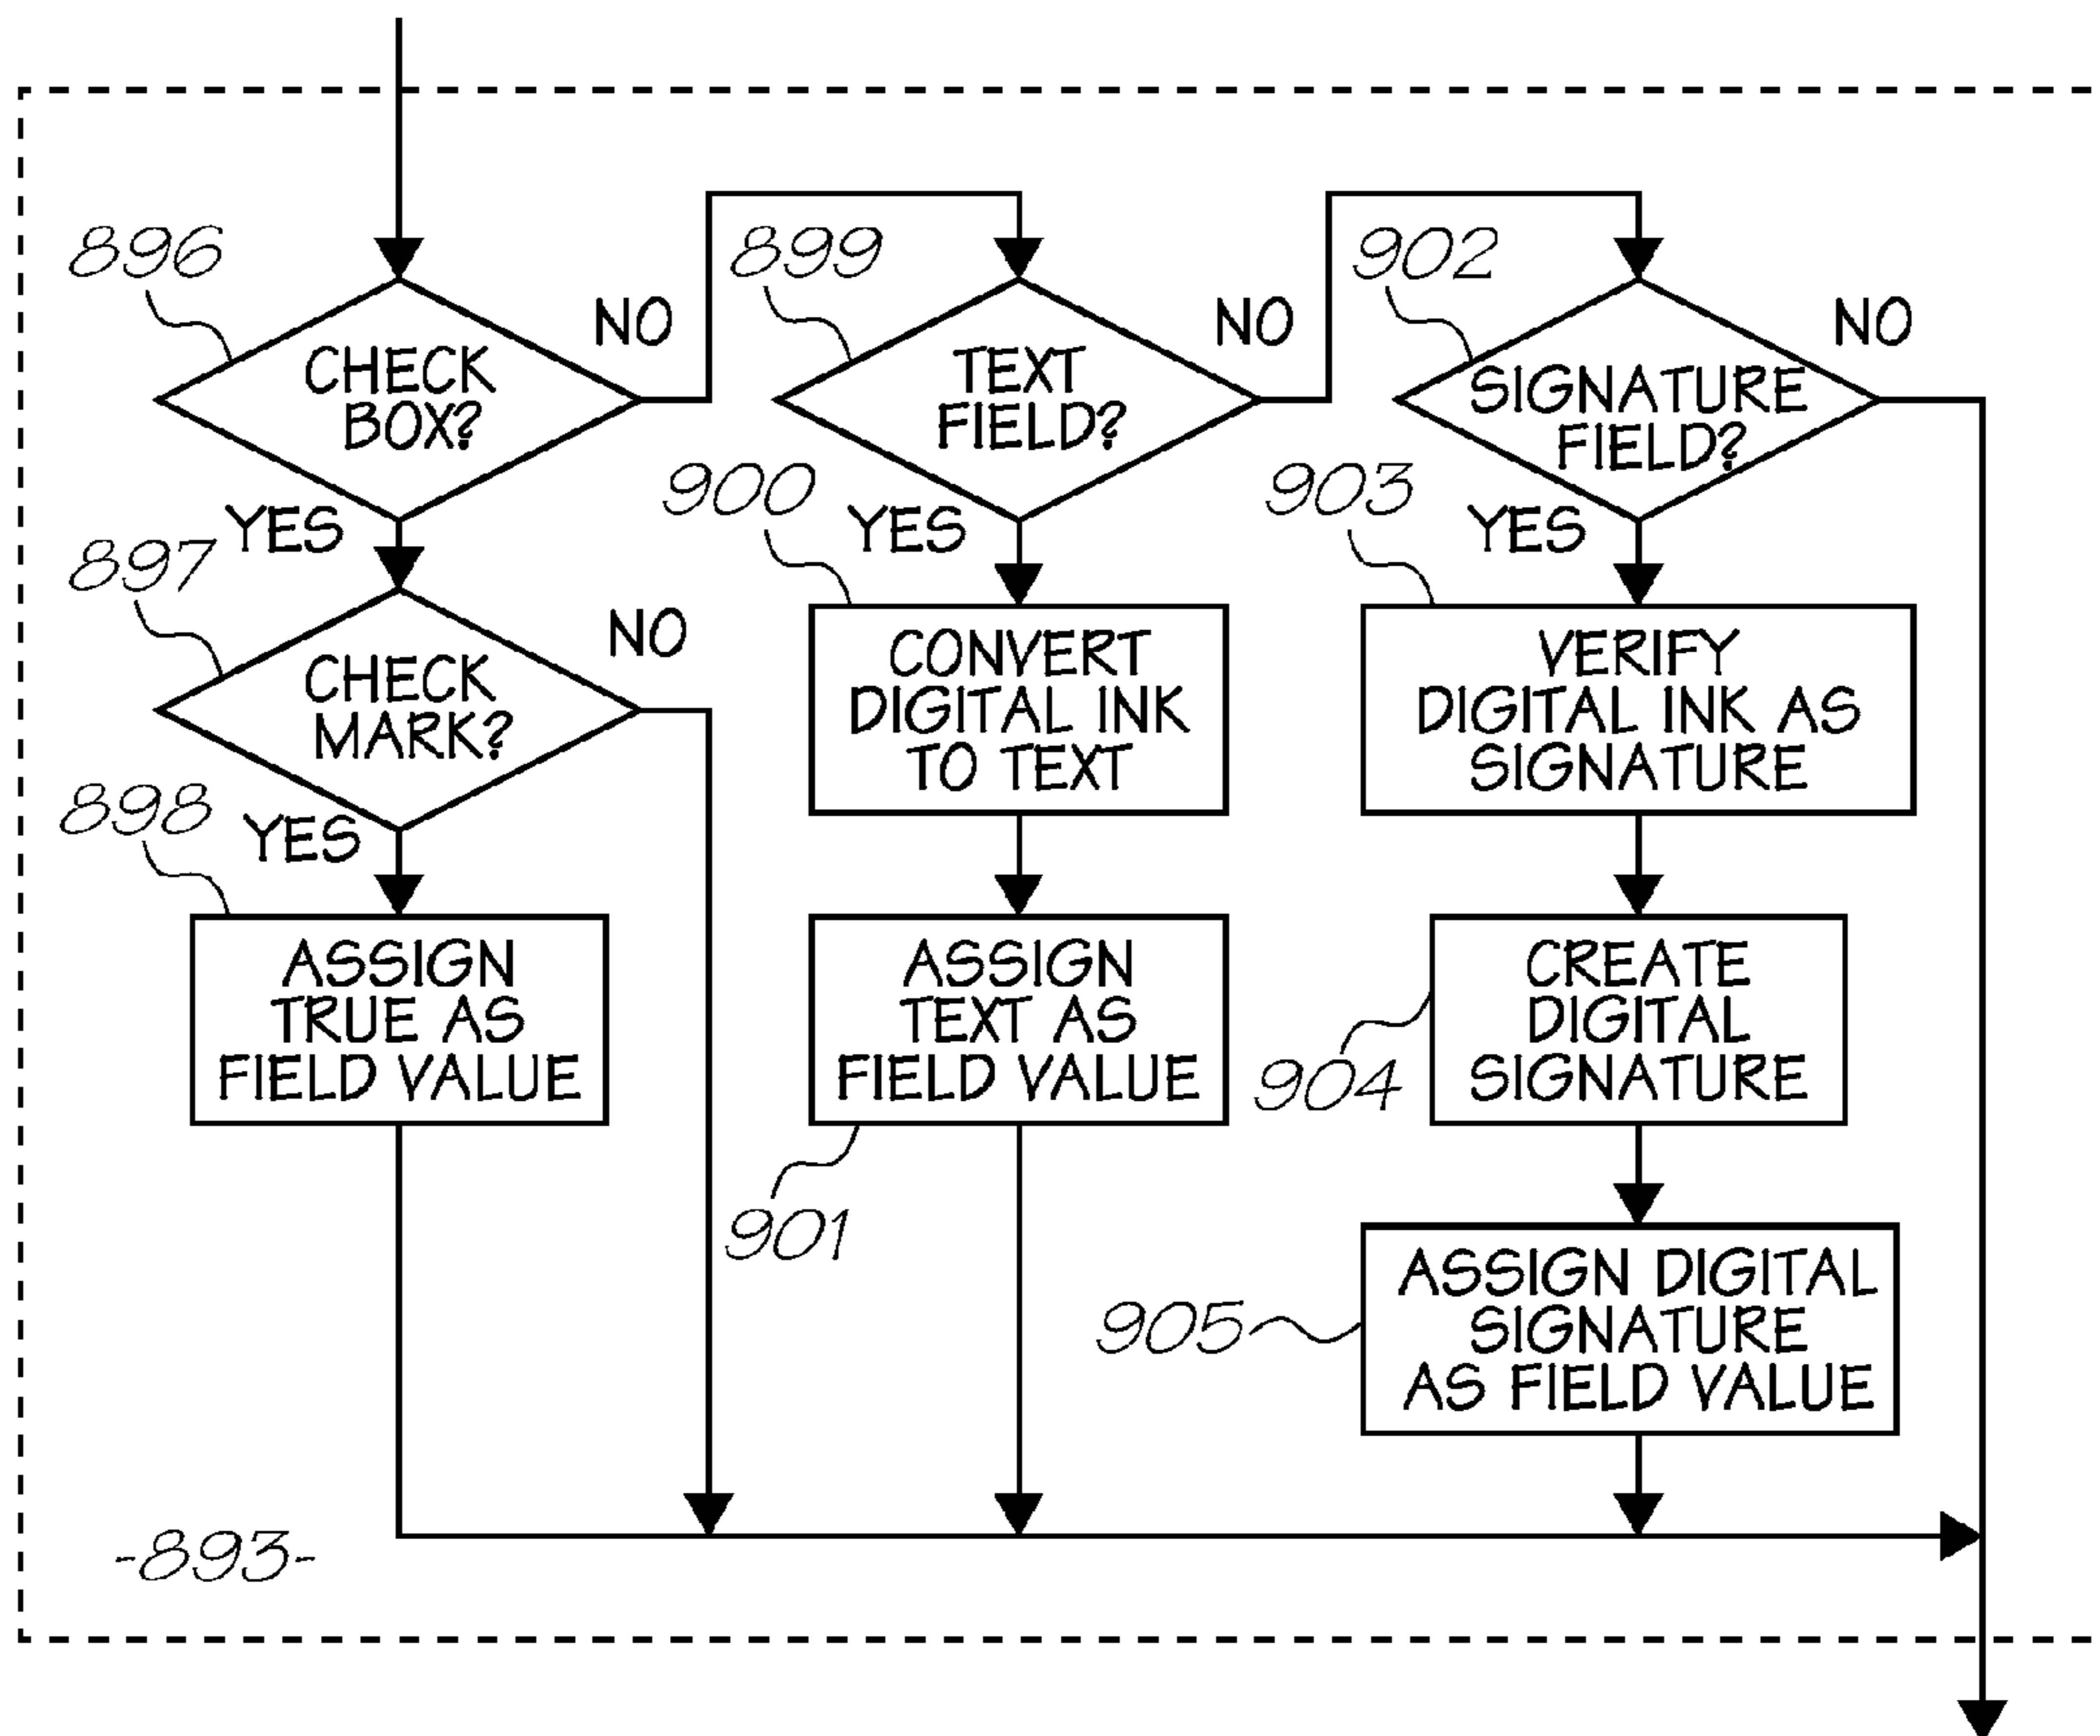 896
CHECK
BOX?
NO
YES
897
CHECK
MARK?
NO
YES
898
ASSIGN
TRUE AS
FIELD VALUE
899
TEXT
FIELD?
NO
YES
900
CONVERT
DIGITAL INK
TO TEXT
ASSIGN
TEXT AS
FIELD VALUE
901
902
SIGNATURE
FIELD?
NO
YES
903
VERIFY
DIGITAL INK AS
SIGNATURE
CREATE
DIGITAL
SIGNATURE
904
ASSIGN DIGITAL
SIGNATURE
AS FIELD VALUE
905
-893-